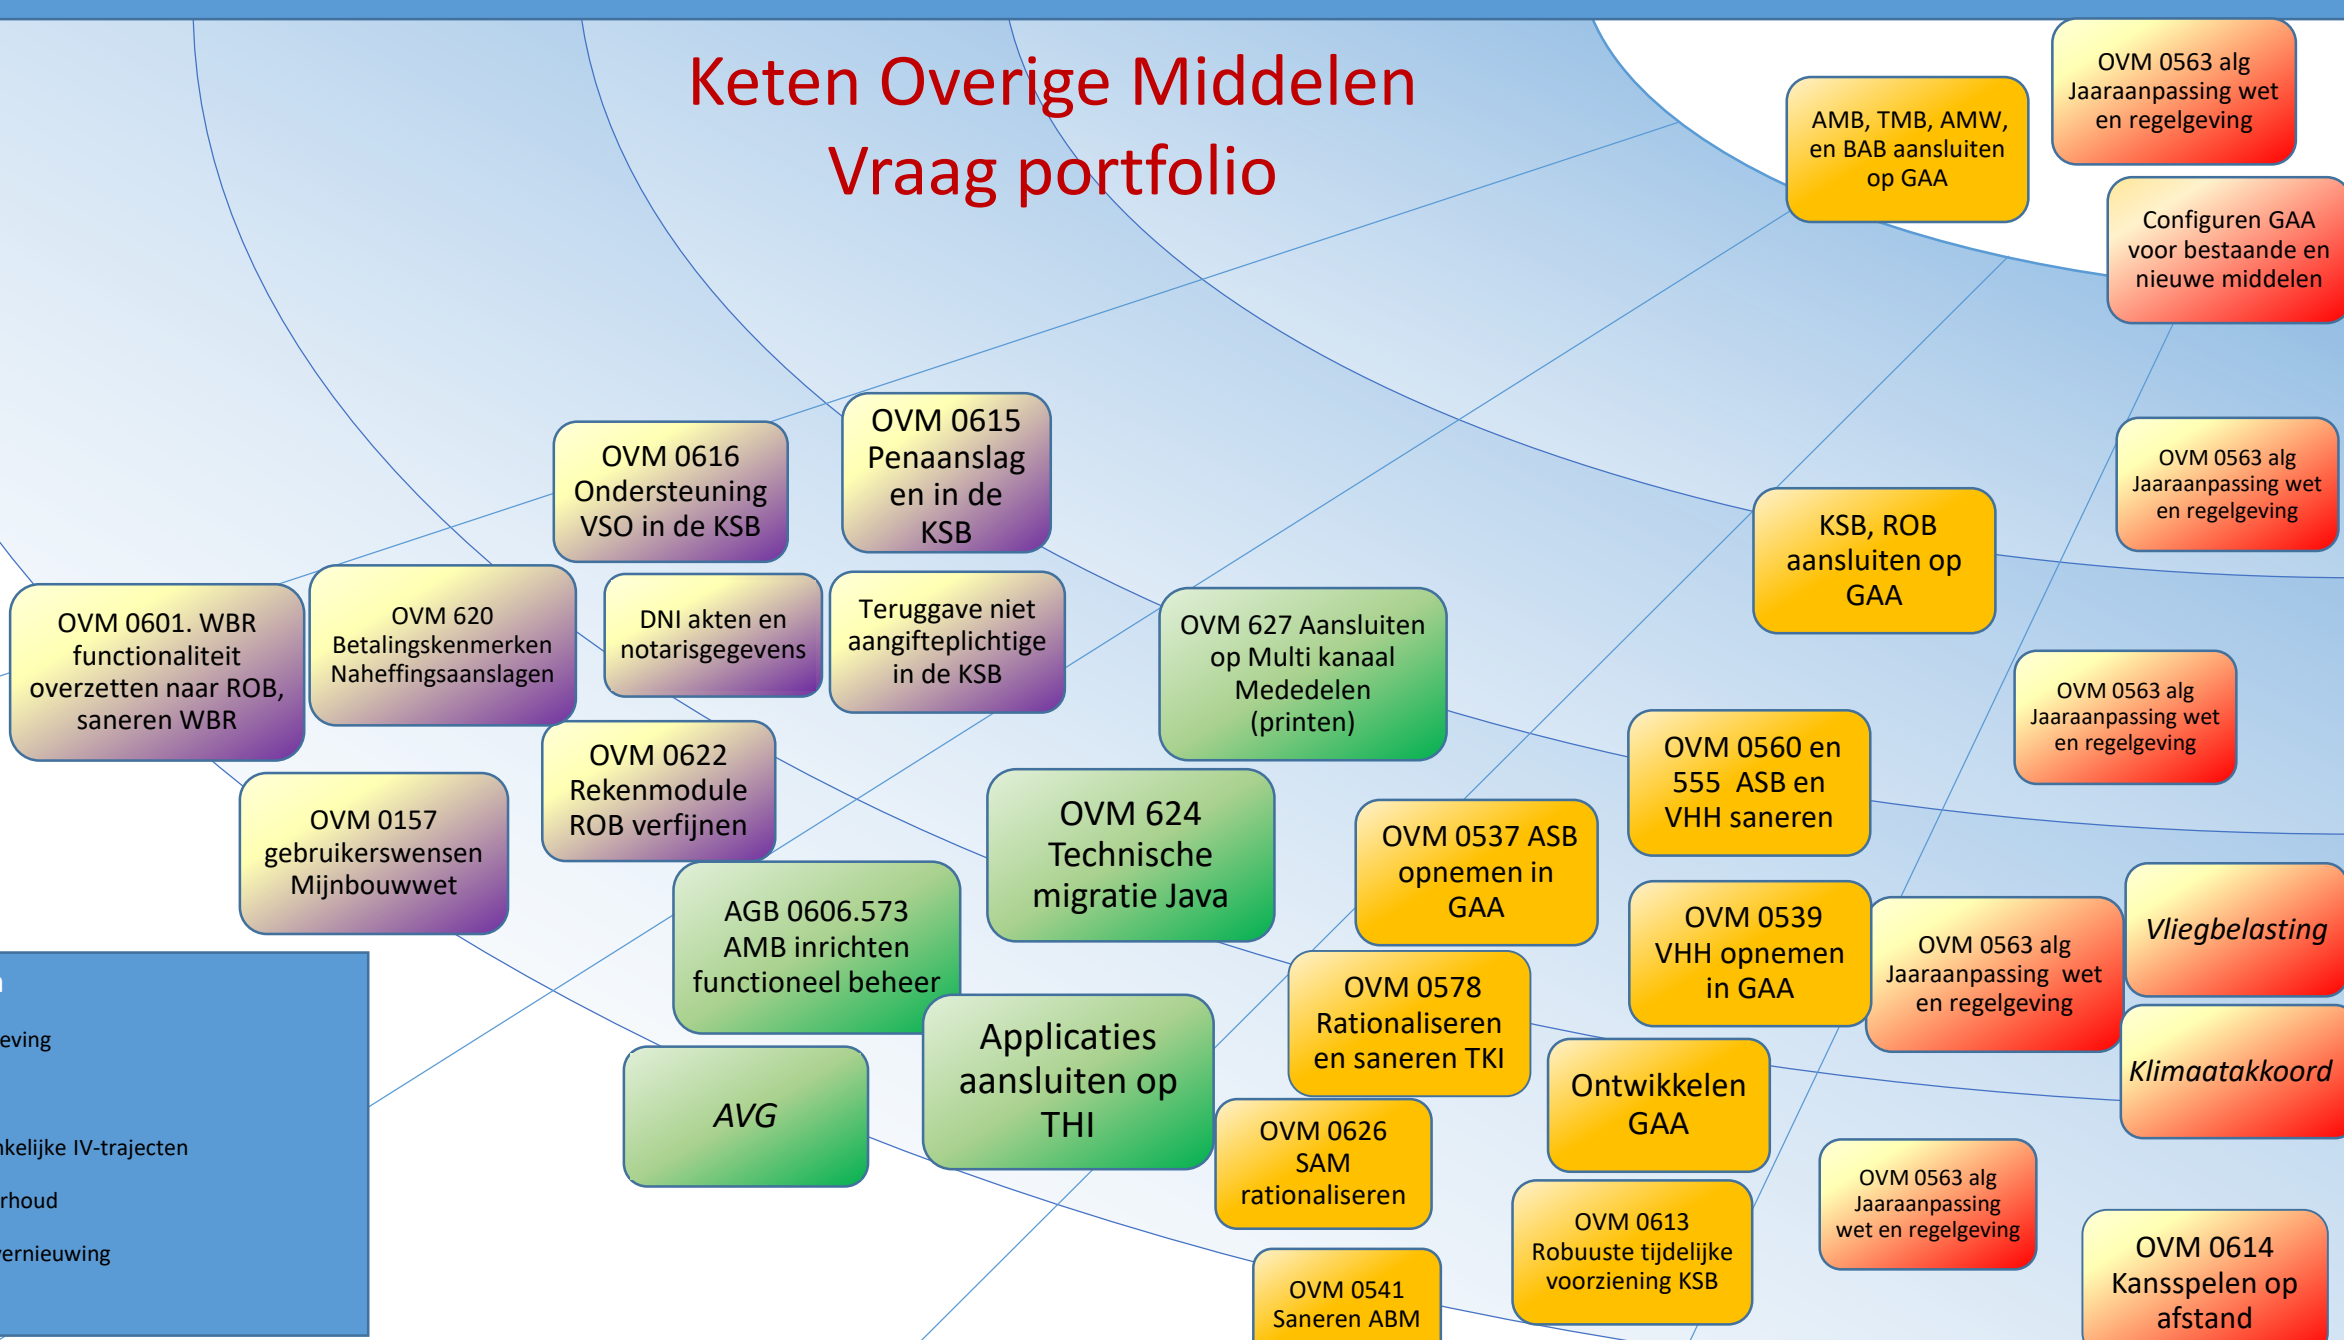 Keten Overige Middelen
Vraag portfolio
OVM 0563 alg
Jaaraanpassing wet
en regelgeving
AMB, TMB, AMW,
en BAB aansluiten
op GAA
Configuren GAA
voor bestaande en
nieuwe middelen
OVM 0615
Penaanslag
en in de
KSB
OVM 0616
Ondersteuning
VSO in de KSB
OVM 0563 alg
Jaaraanpassing wet
en regelgeving
KSB, ROB
aansluiten op
GAA
OVM 0601. WBR
functionaliteit
overzetten naar ROB,
saneren WBR
OVM 620
Betalingskenmerken
Naheffingsaanslagen
DNI akten en
notarisgegevens
Teruggave niet
aangifteplichtige
in de KSB
OVM 627 Aansluiten
op Multi kanaal
Mededelen
(printen)
OVM 0563 alg
Jaaraanpassing wet
en regelgeving
OVM 0622
Rekenmodule
ROB verfijnen
OVM 0560 en
555  ASB en
VHH saneren
OVM 0157
gebruikerswensen
Mijnbouwwet
OVM 624
Technische
migratie Java
OVM 0537 ASB
opnemen in
GAA
AGB 0606.573
AMB inrichten
functioneel beheer
OVM 0539
VHH opnemen
in GAA
OVM 0563 alg
Jaaraanpassing  wet
en regelgeving
Vliegbelasting
OVM 0578
Rationaliseren
en saneren TKI
Applicaties
aansluiten op
THI
Klimaatakkoord
Ontwikkelen
GAA
AVG
OVM 0626
SAM
rationaliseren
OVM 0563 alg
Jaaraanpassing
wet en regelgeving
OVM 0613
Robuuste tijdelijke
voorziening KSB
OVM 0614
Kansspelen op
afstand
OVM 0541
Saneren ABM
eving
nkelijke IV-trajecten
rhoud
vernieuwing